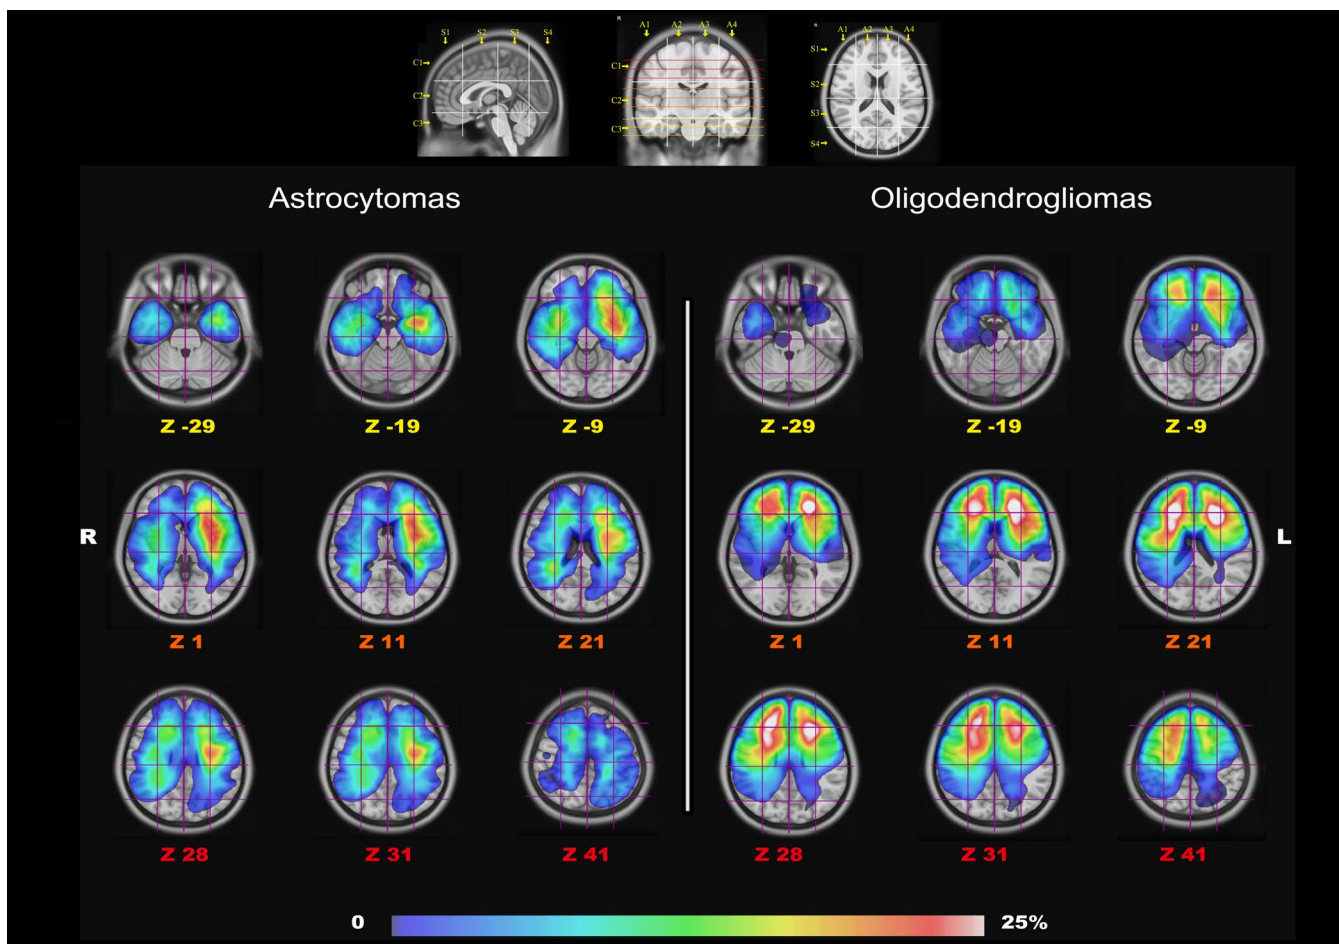 S1 S2 S3 S4
C1
C2
C3
R
A1 A2 A3 A4
C1
C2
C3
R
A1 A2 A3 A4
S1
S2
S3
S4
Astrocytomas
Oligodendrogliomas
Z -29 Z -19 Z -9 Z -29 Z -19 Z -9
R
L
Z 1 Z 11 Z 21 Z 1 Z 11 Z 21
Z 28 Z 31 Z 41 Z 28 Z 31 Z 41
0 25%